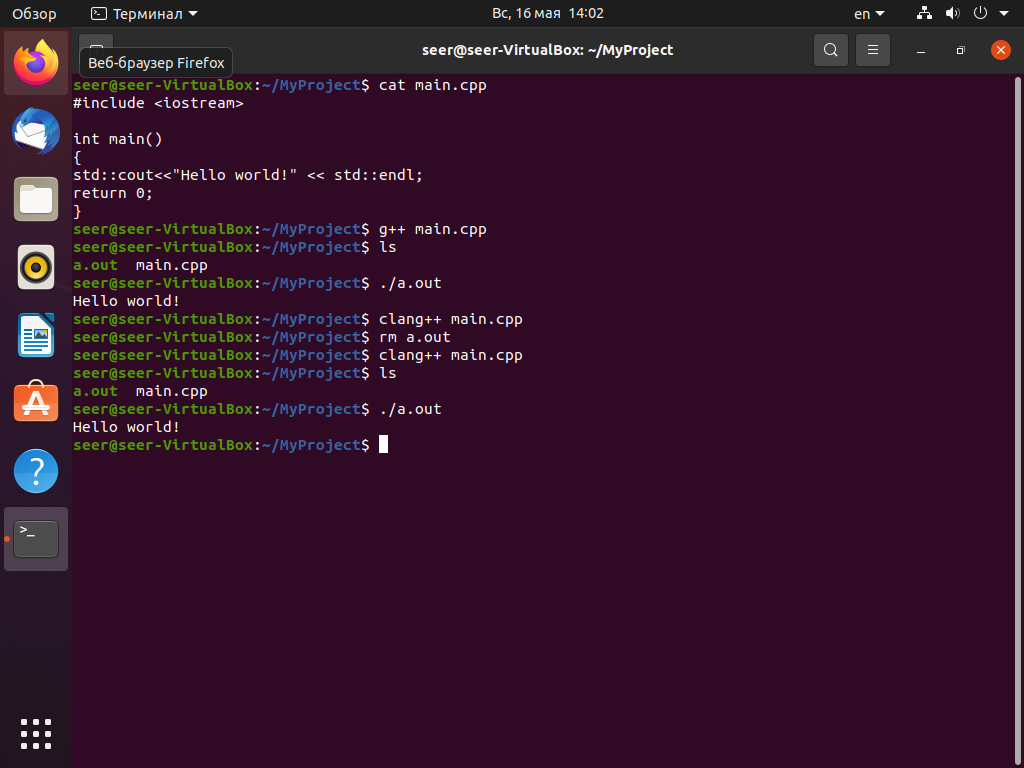 Обзор Терминал Вс, 16 мая 14:02 en
seer@seer-VirtualBox: ~/MyProject
Веб-браузер Firefox
seer@seer-VirtualBox:~/MyProject$ cat main.cpp
#include <iostream>
int main()
{
std::cout<<"Hello world!" << std::endl;
return 0;
}
seer@seer-VirtualBox:~/MyProject$ g++ main.cpp
seer@seer-VirtualBox:~/MyProject$ ls
a.out  main.cpp
seer@seer-VirtualBox:~/MyProject$ ./a.out
Hello world!
seer@seer-VirtualBox:~/MyProject$ clang++ main.cpp
seer@seer-VirtualBox:~/MyProject$ rm a.out
seer@seer-VirtualBox:~/MyProject$ clang++ main.cpp
seer@seer-VirtualBox:~/MyProject$ ls
a.out  main.cpp
seer@seer-VirtualBox:~/MyProject$ ./a.out
Hello world!
seer@seer-VirtualBox:~/MyProject$